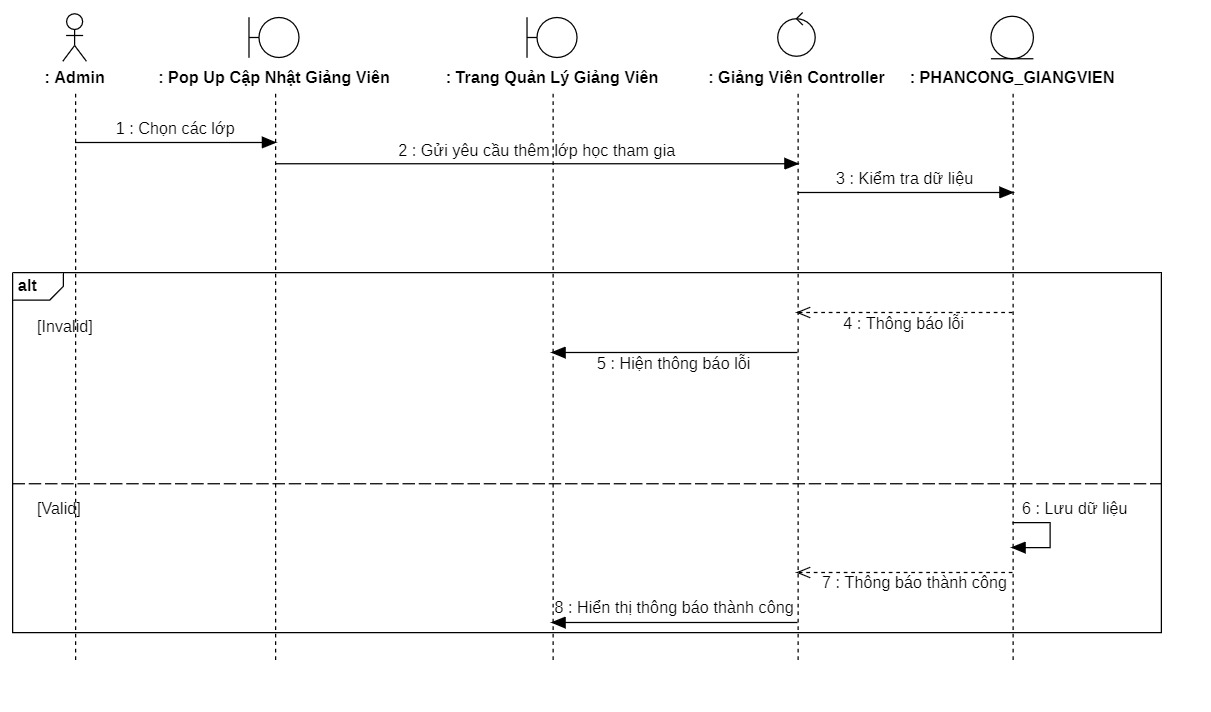 : Admin
: Pop Up Cập Nhật Giảng Viên
: Trang Quản Lý Giảng Viên
: Giảng Viên Controller
: PHANCONG_GIANGVIEN
1 : Chọn các lớp
2 : Gửi yêu cầu thêm lớp học tham gia
3 : Kiểm tra dữ liệu
alt
[Invalid]
4 : Thông báo lỗi
5 : Hiện thông báo lỗi
[Valid]
6 : Lưu dữ liệu
7 : Thông báo thành công
8 : Hiển thị thông báo thành công